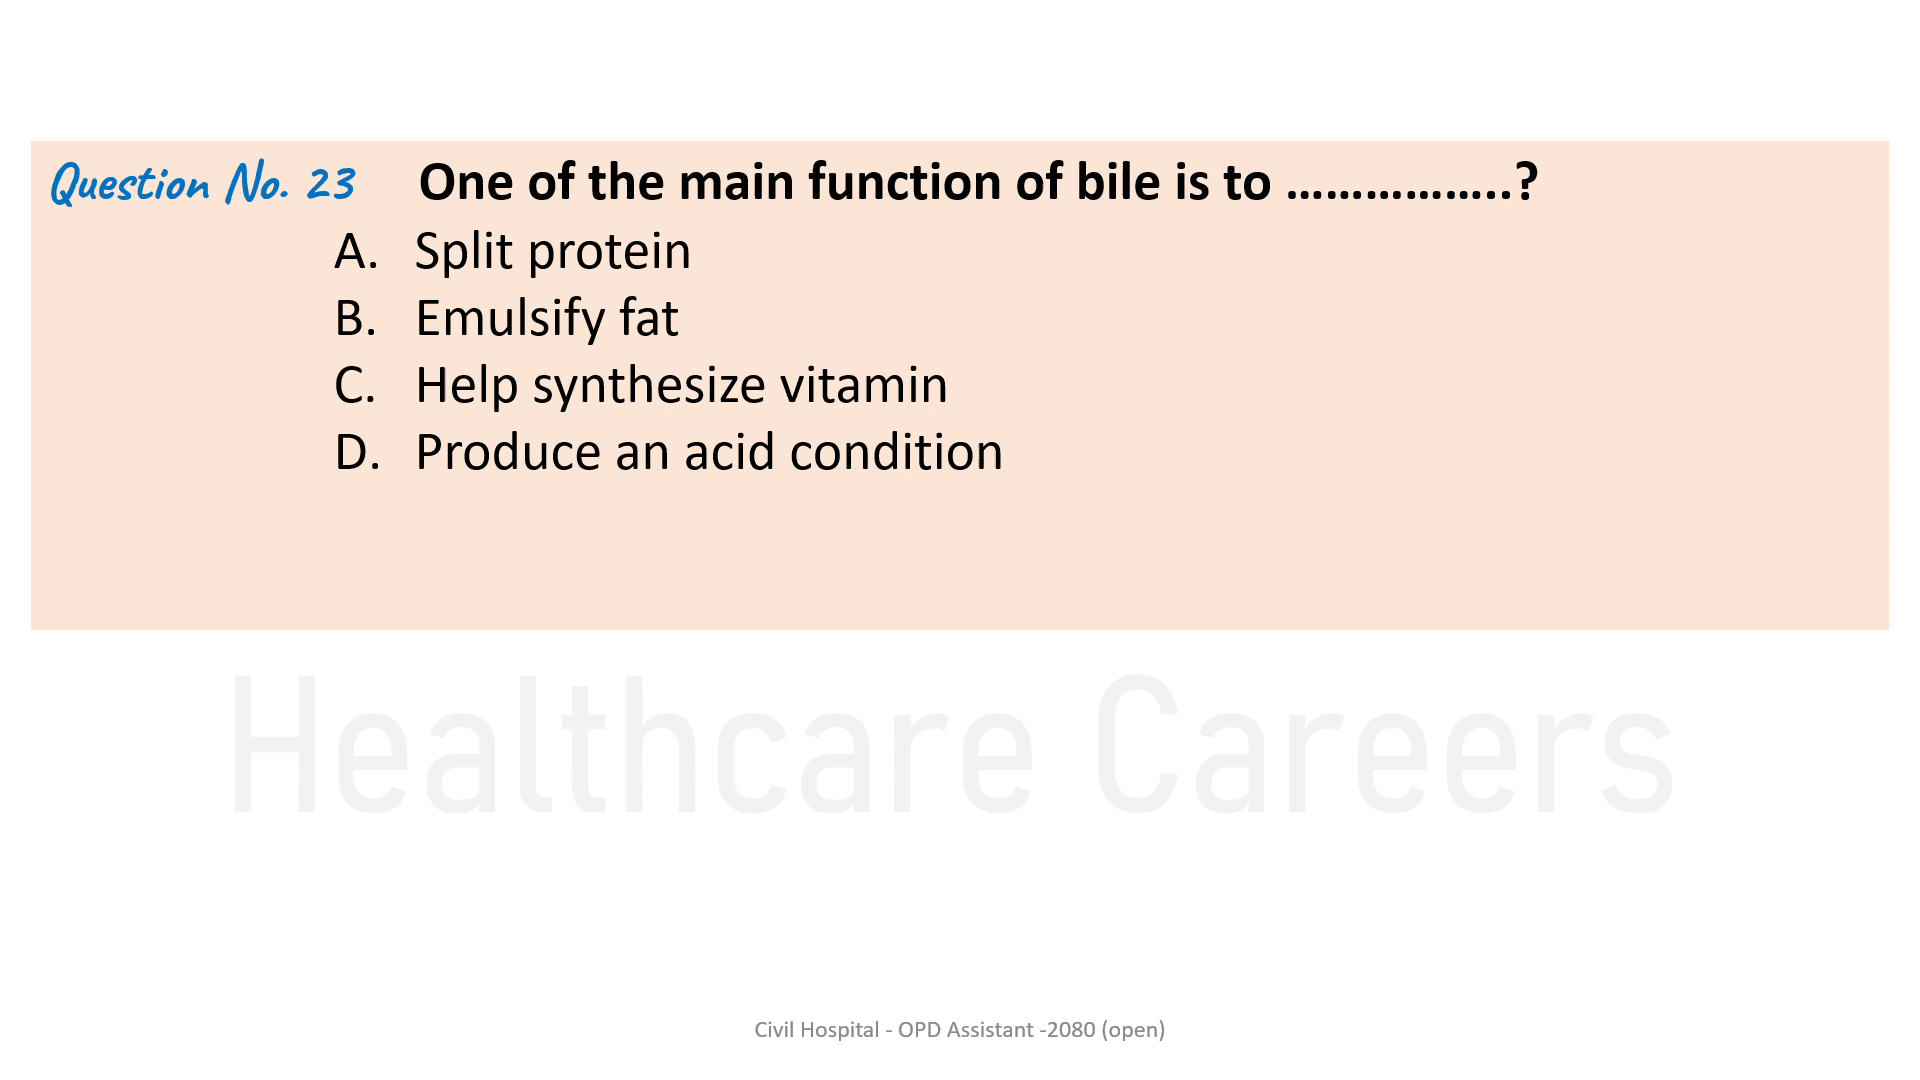 Question No. 23 One of the main function of bile is to ……………..?
A. Split protein
B. Emulsify fat
C. Help synthesize vitamin
D. Produce an acid condition
Healthcare Careers
Civil Hospital - OPD Assistant -2080 (open)